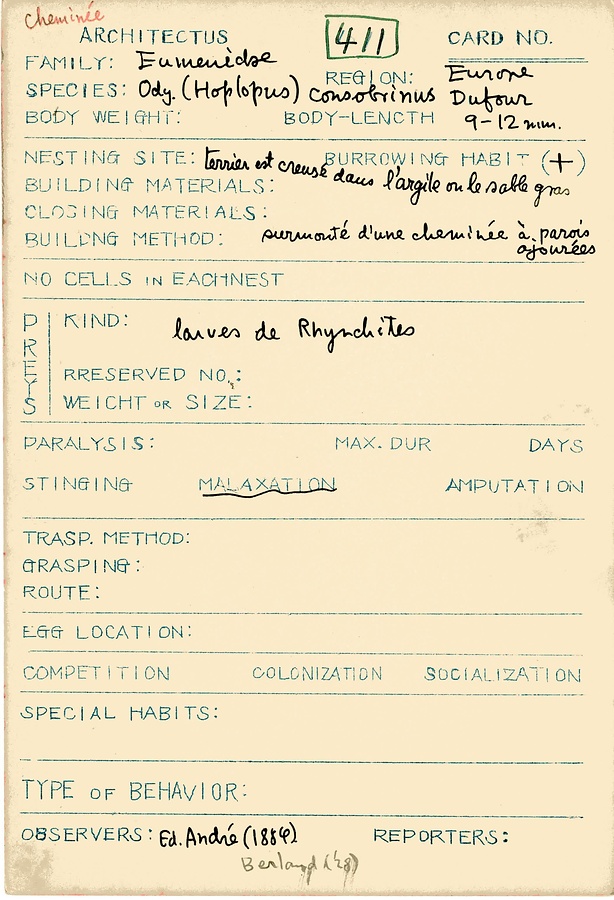 Cheminée
ARCHITECTUS 411 CARD NO.
FAMILY: Eumenidae REGION: Europe
SPECIES: Ody. (Hoplopus) consobrinus Dufour
BODY WEIGHT: BODY-LENCTH 9-12 mm.
NESTING SITE: terrier est creusé dans l'argile ou le sable gras BURROWING HABIT (+)
BUILDING MATERIALS:
CLOSING MATERIALS:
BUILDNG METHOD: surmonté d'une cheminée à parois
ajourées
NO CELLS IN EACHNEST
PREYS
KIND: larves de Rhynchites
RRESERVED NO.:
WEICHT OR SIZE:
PARALYSIS: MAX. DUR DAYS
STINGING MALAXATION AMPUTATION
TRASP. METHOD:
GRASPING:
ROUTE:
EGG LOCATION:
COMPETITION COLONIZATION SOCIALIZATION
SPECIAL HABITS:
TYPE OF BEHAVIOR:
OBSERVERS: Ed. André (1884) REPORTERS:
Berland ('28)